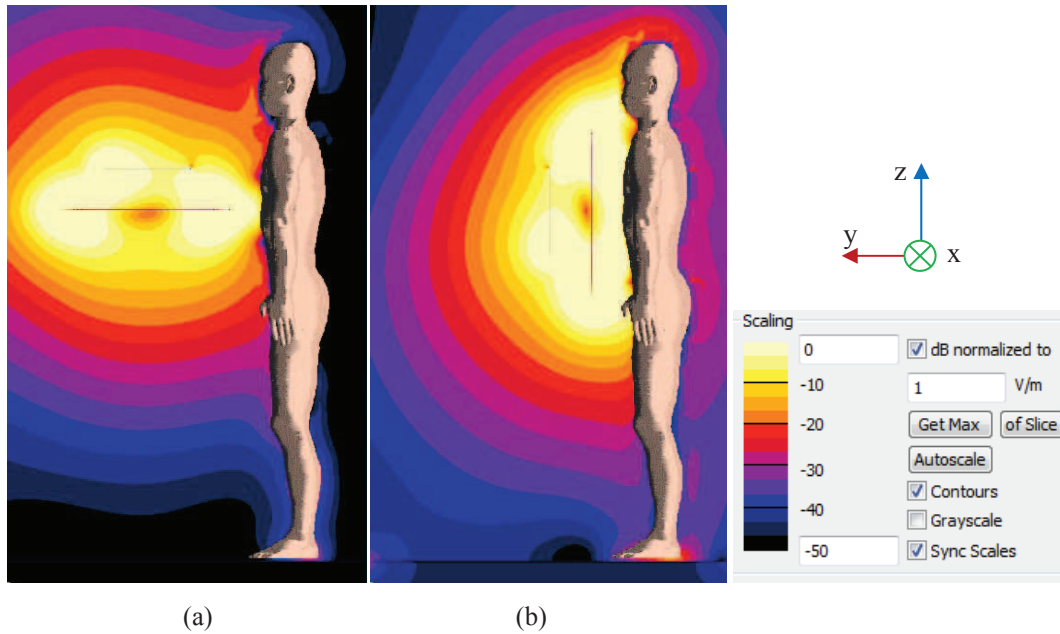 z
y
x
Scaling
0
dB normalized to
-10
1 V/m
-20
Get Max of Slice
Autoscale
-30
Contours
-40
Grayscale
-50
Sync Scales
(a) (b)